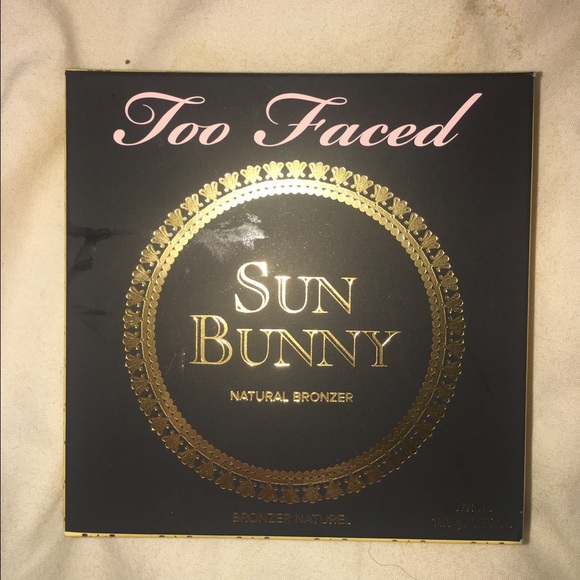 Too Faced
SUN
BUNNY
NATURAL BRONZER
BRONZER NATUREL